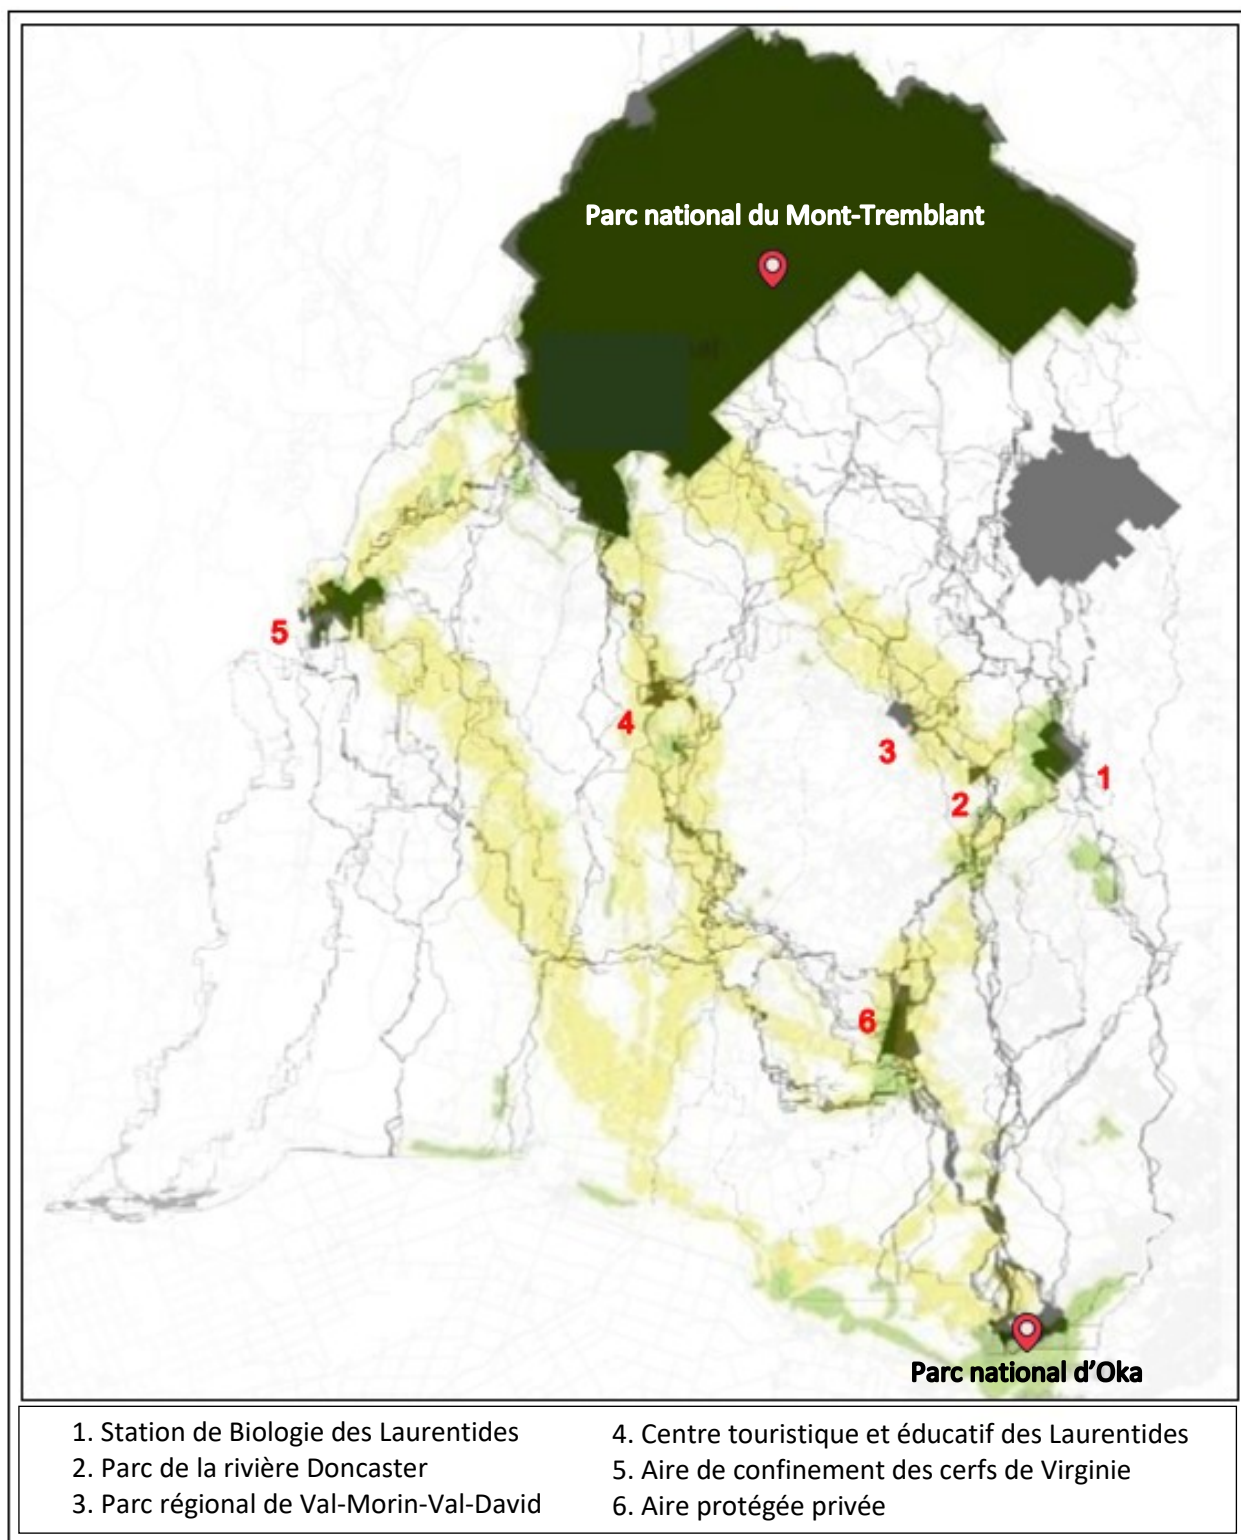 Parc national du Mont-Tremblant
5
4
3
1
2
6
Parc national d'Oka
1. Station de Biologie des Laurentides
2. Parc de la rivière Doncaster
3. Parc régional de Val-Morin-Val-David
4. Centre touristique et éducatif des Laurentides
5. Aire de confinement des cerfs de Virginie
6. Aire protégée privée